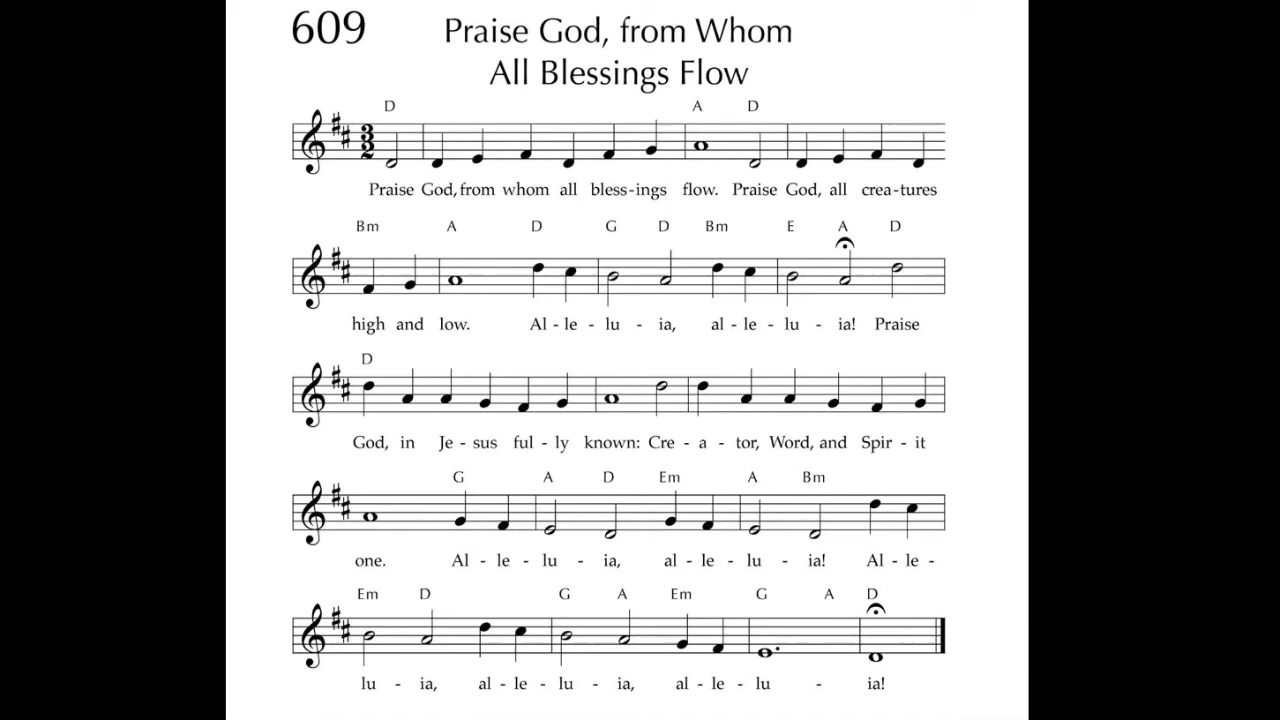 609
Praise God, from Whom
All Blessings Flow
D A D
3
2
Praise God, from whom all bless-ings flow. Praise God, all crea-tures
Bm A D G D Bm E A D
high and low. Al - le - lu - ia, al - le - lu - ia! Praise
D
God, in Je - sus ful - ly known: Cre - a - tor, Word, and Spir - it
G A D Em A Bm
one. Al - le - lu - ia, al - le - lu - ia! Al - le -
Em D G A Em G A D
lu - ia, al - le - lu - ia, al - le - lu - ia!